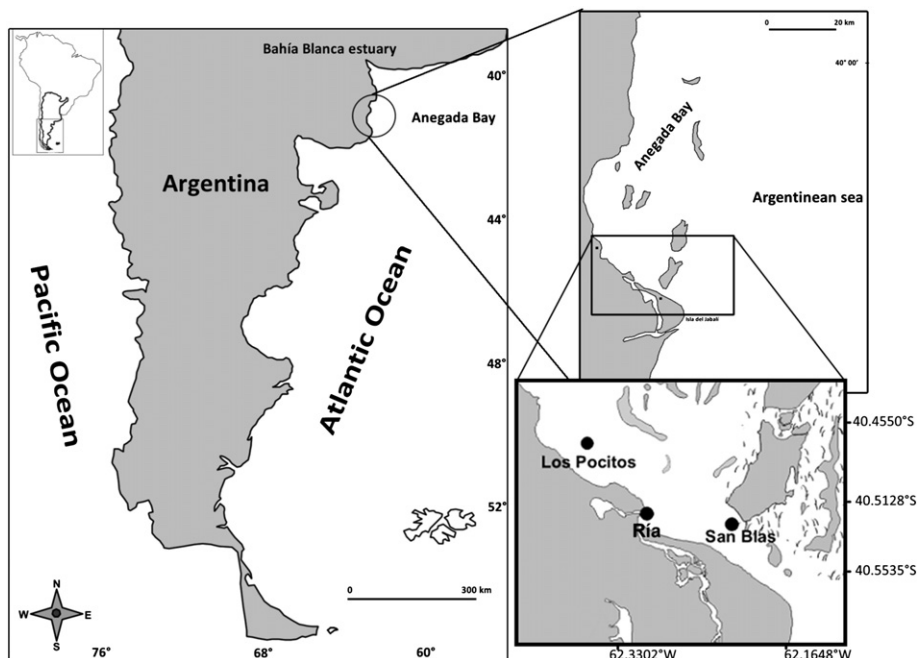 Bahía Blanca estuary
40°
Anegada Bay
Argentina
44°
Pacific Ocean
Atlantic Ocean
48°
52°
0 300 km
N
W E
S
76° 68° 60°
0 20 km
40° 00'
Anegada Bay
Argentinean sea
Isla del Jabalí
40.4550°S
Los Pocitos
40.5128°S
Ría
San Blas
40.5535°S
62.3302°W 62.1648°W